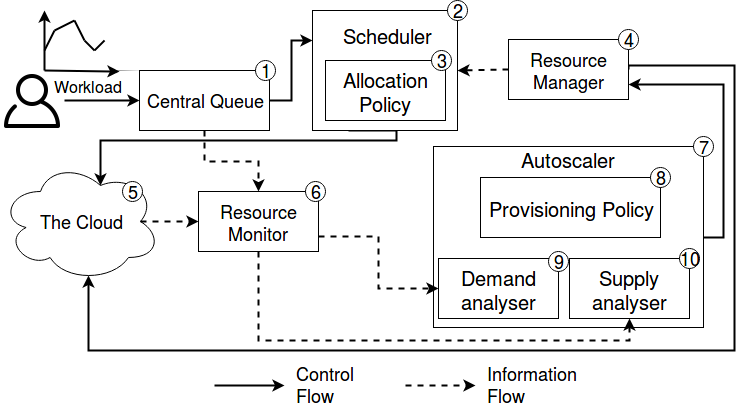 Workload
1
Central Queue
2
Scheduler
3
Allocation
Policy
4
Resource
Manager
5
The Cloud
6
Resource
Monitor
7
Autoscaler
8
Provisioning Policy
9
Demand
analyser
10
Supply
analyser
Control
Flow
Information
Flow